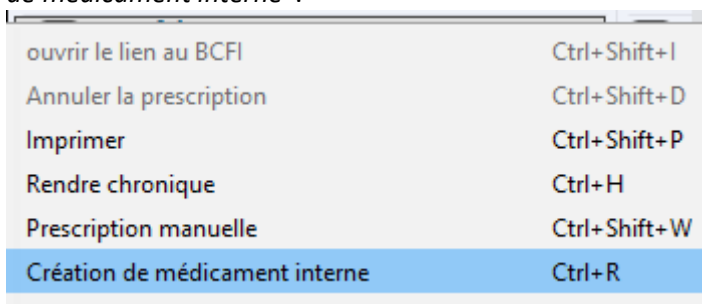 de médicament interne".
ouvrir le lien au BCFI Ctrl+Shift+I
Annuler la prescription Ctrl+Shift+D
Imprimer Ctrl+Shift+P
Rendre chronique Ctrl+H
Prescription manuelle Ctrl+Shift+W
Création de médicament interne Ctrl+R